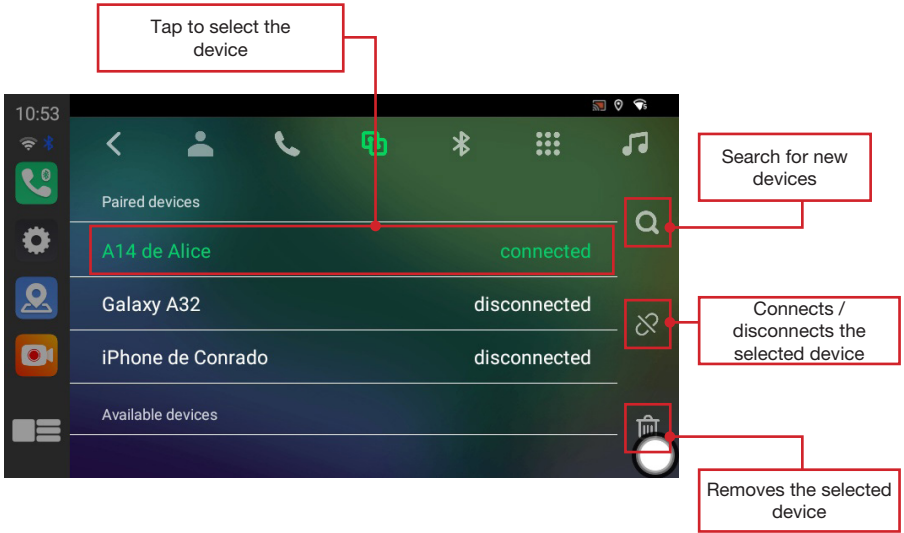 Tap to select the
device
10:53
Paired devices
A14 de Alice connected
Galaxy A32 disconnected
iPhone de Conrado disconnected
Available devices
Search for new
devices
Connects /
disconnects the
selected device
Removes the selected
device